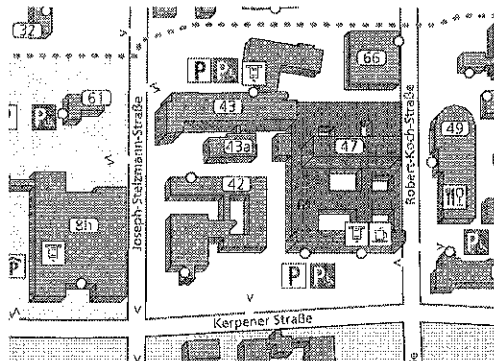 32
66
P P
61
P
43
49
43a
47
Joseph-Stelzmann-Straße
Robert-Koch-Straße
42
8h
P
P
P P
Kerpener Straße